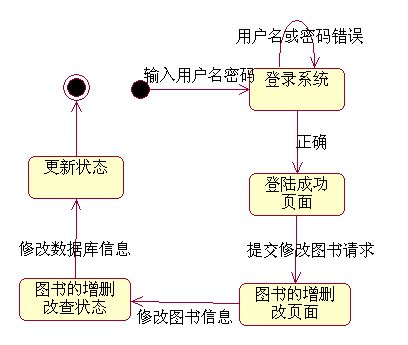 用户名或密码错误
输入用户名密码
登录系统
正确
更新状态
登陆成功
页面
修改数据库信息
提交修改图书请求
图书的增删
改查状态
修改图书信息
图书的增删
改页面